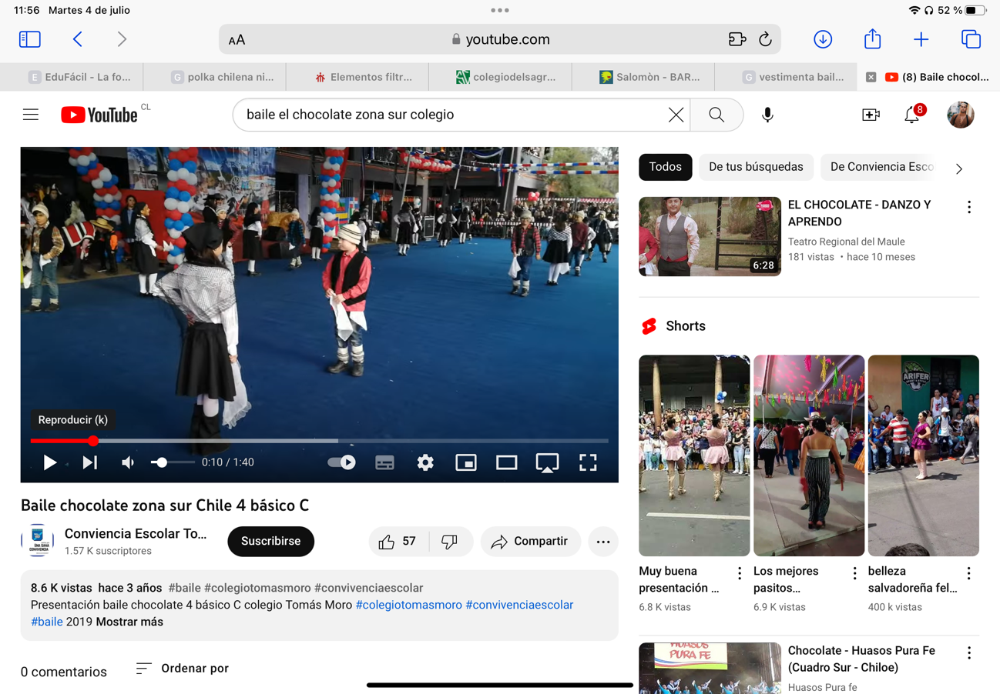 11:56 Martes 4 de julio
52 %
AA
youtube.com
E EduFácil - La fo...
G polka chilena ni...
Elementos filtr...
colegiodelsagr...
Salomòn - BAR...
G vestimenta bail...
(8) Baile chocol...
YouTube CL
baile el chocolate zona sur colegio
8
Todos
De tus búsquedas
De Conviencia Esco
EL CHOCOLATE - DANZO Y
APRENDO
Teatro Regional del Maule
181 vistas • hace 10 meses
6:28
Shorts
ARIFER
Reproducir (k)
0:10 / 1:40
Baile chocolate zona sur Chile 4 básico C
Conviencia Escolar To...
1.57 K suscriptores
Suscribirse
57
Compartir
Muy buena
presentación ...
6.8 K vistas
Los mejores
pasitos...
6.9 K vistas
belleza
salvadoreña fel...
400 k vistas
8.6 K vistas hace 3 años #baile #colegiotomasmoro #convivenciaescolar
Presentación baile chocolate 4 básico C colegio Tomás Moro #colegiotomasmoro #convivenciaescolar
#baile 2019 Mostrar más
0 comentarios
Ordenar por
HUASOS
PURA FE
Chocolate - Huasos Pura Fe
(Cuadro Sur - Chiloe)
Huasos Pura fe